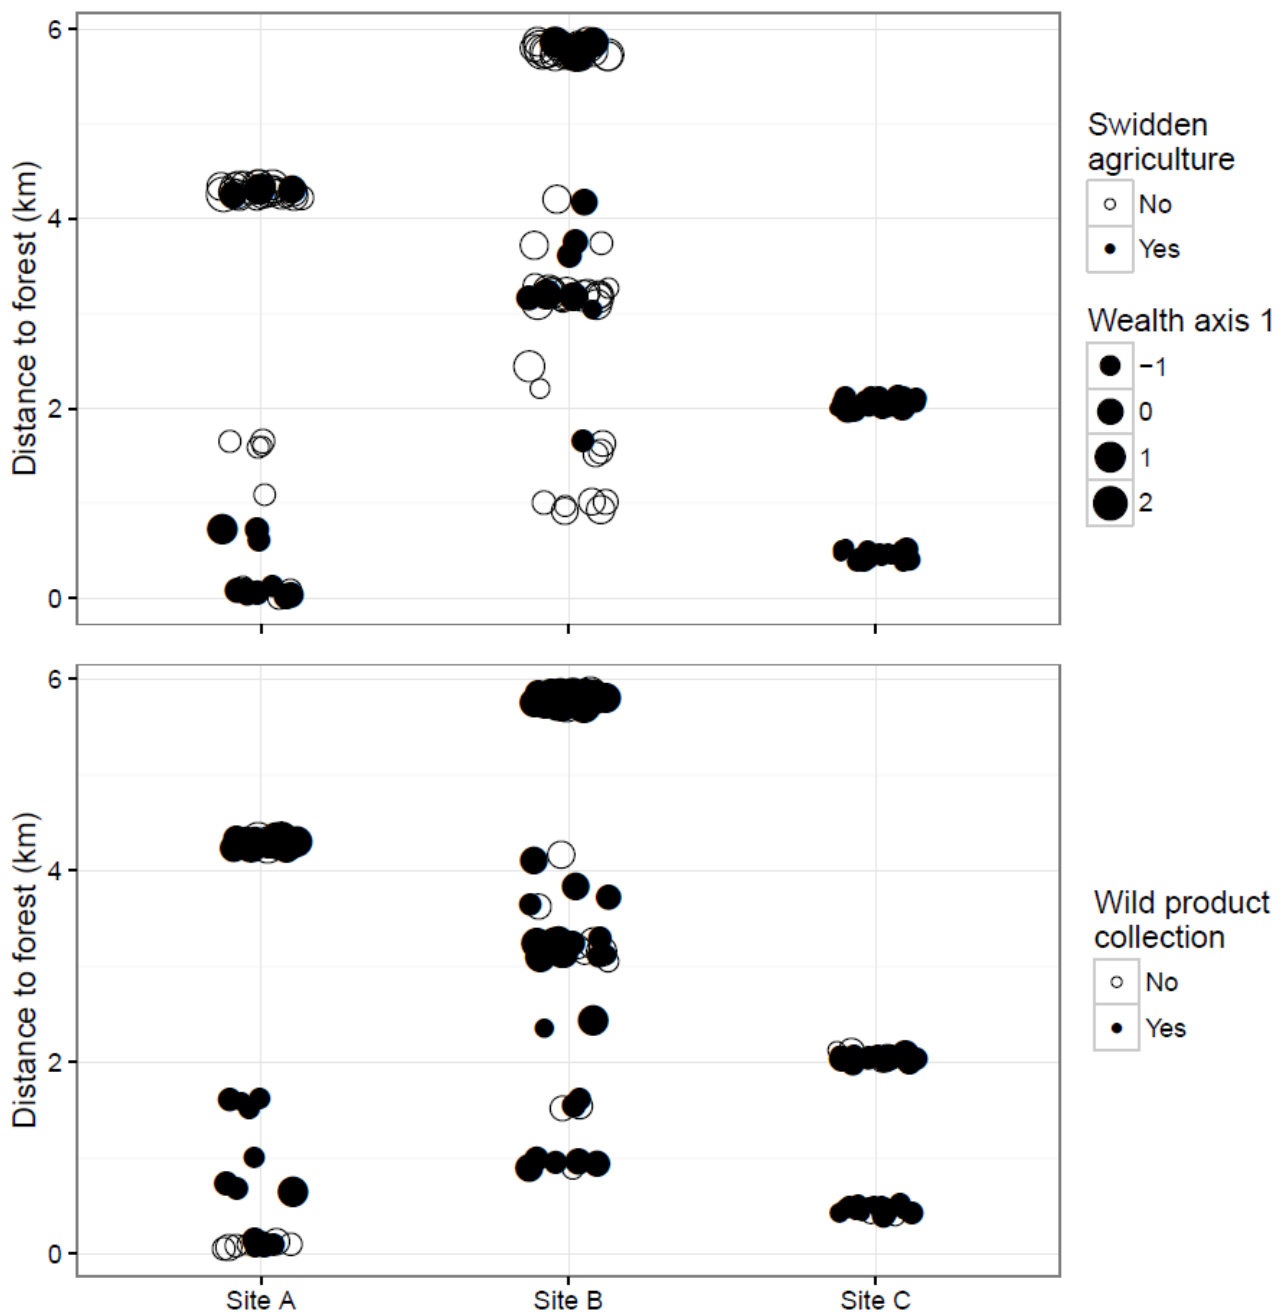 6
4
2
0
Distance to forest (km)
Swidden
agriculture
No
Yes
Wealth axis 1
−1
0
1
2
6
4
2
0
Distance to forest (km)
Wild product
collection
No
Yes
Site A
Site B
Site C